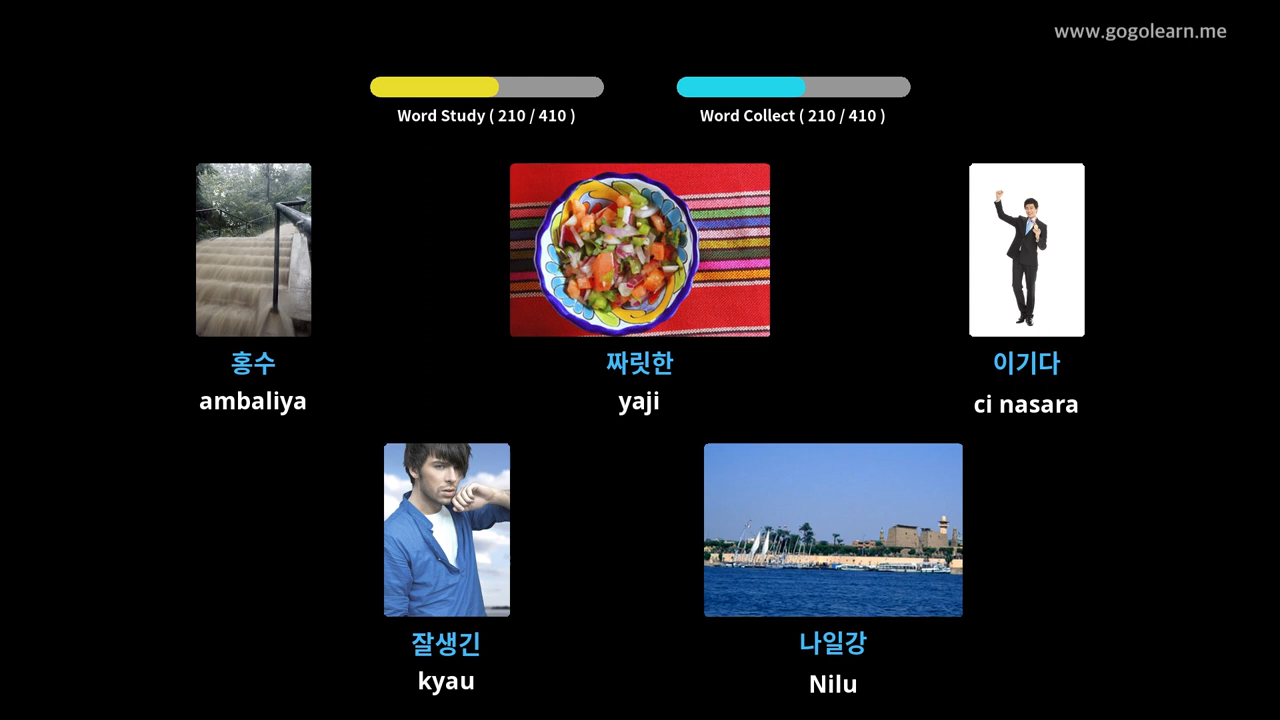 www.gogolearn.me
Word Study ( 210 / 410 )
Word Collect ( 210 / 410 )
홍수
ambaliya
짜릿한
yaji
이기다
ci nasara
잘생긴
kyau
나일강
Nilu